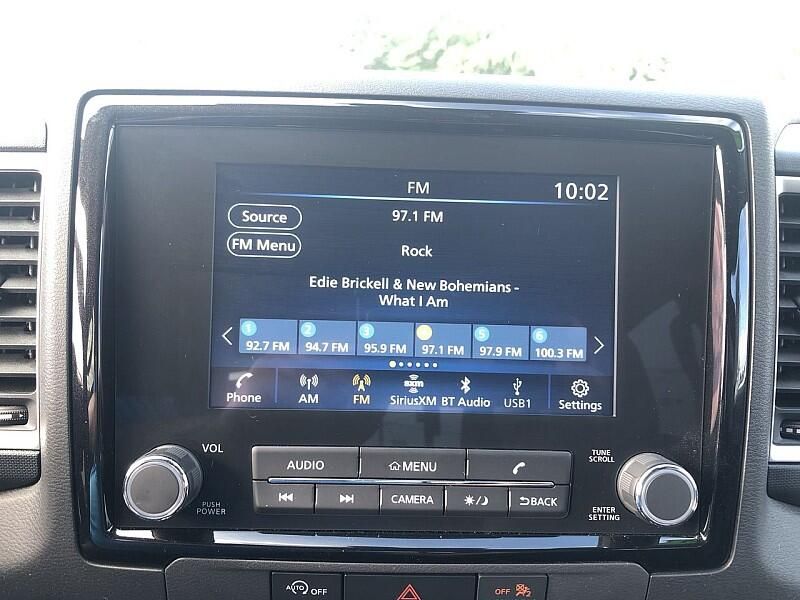 FM 10:02
Source 97.1 FM
FM Menu
Rock
Edie Brickell & New Bohemians -
What I Am
1 2 3 5 6
92.7 FM 94.7 FM 95.9 FM 97.1 FM 97.9 FM 100.3 FM
Phone AM FM sxm SiriusXM BT Audio USB1 Settings
VOL
AUDIO MENU
TUNE
SCROLL
PUSH
POWER
CAMERA BACK
ENTER
SETTING
AUTO OFF OFF